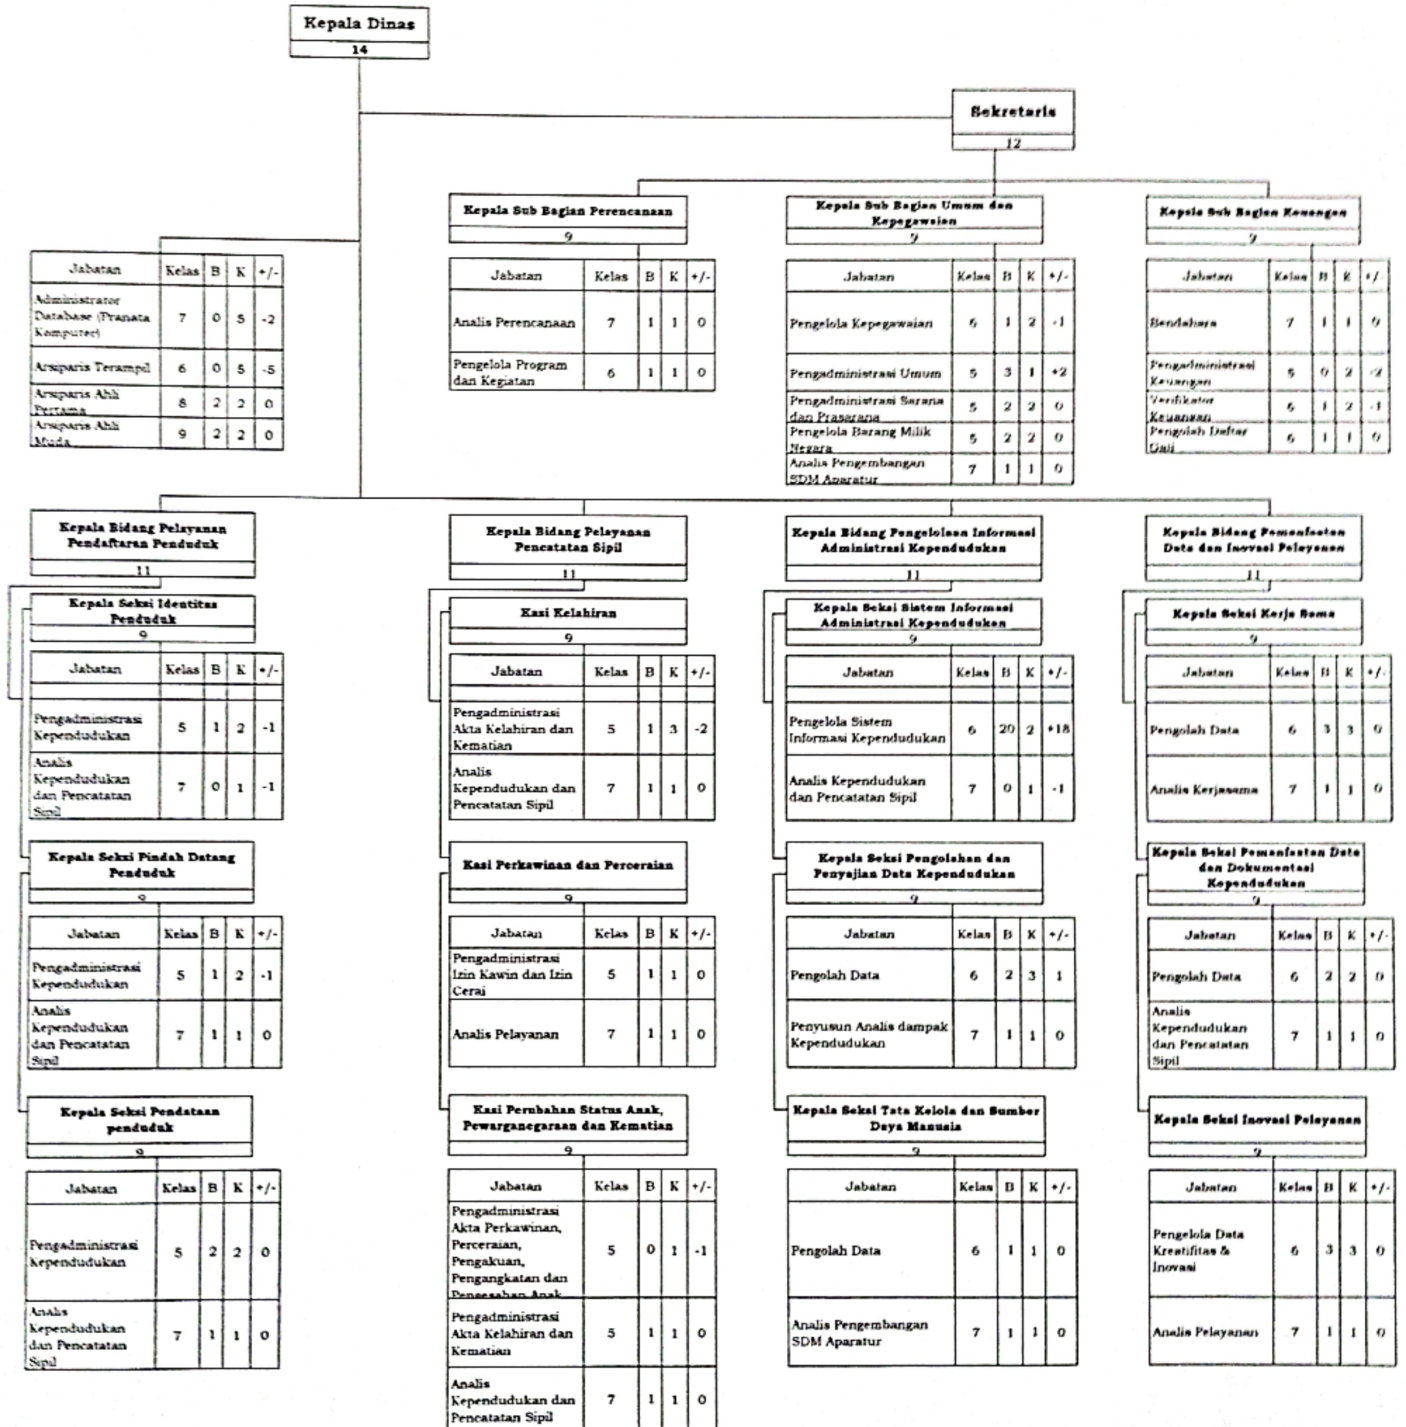 Kepala Dinas
14
Sekretaris
12
Kepala Sub Bagian Perencanaan
9
Jabatan Kelas B K +/-
Analis Perencanaan 7 1 1 0
Pengelola Program
dan Kegiatan 6 1 1 0
Kepala Sub Bagian Umum dan
Kepegawaian
9
Jabatan Kelas B K +/-
Pengelola Kepegawaian 6 1 2 -1
Pengadministrasi Umum 5 3 1 +2
Pengadministrasi Sarana
dan Prasarana 5 2 2 0
Pengelola Barang Milik
Negara 5 2 2 0
Analis Pengembangan
SDM Aparatur 7 1 1 0
Kepala Sub Bagian Keuangan
9
Jabatan Kelas B K +/-
Bendahara 7 1 1 0
Pengadministrasi
Keuangan 5 0 2 -2
Verifikator
Keuangan 6 1 2 -1
Pengolah Daftar
Gaji 6 1 1 0
Jabatan Kelas B K +/-
Administrator
Database (Pranata
Komputer) 7 0 5 -2
Arsiparis Terampil 6 0 5 -5
Arsiparis Ahli
Pertama 8 2 2 0
Arsiparis Ahli
Muda 9 2 2 0
Kepala Bidang Pelayanan
Pendaftaran Penduduk
11
Kepala Seksi Identitas
Penduduk
9
Jabatan Kelas B K +/-
Pengadministrasi
Kependudukan 5 1 2 -1
Analis
Kependudukan
dan Pencatatan
Sipil 7 0 1 -1
Kepala Seksi Pindah Datang
Penduduk
9
Jabatan Kelas B K +/-
Pengadministrasi
Kependudukan 5 1 2 -1
Analis
Kependudukan
dan Pencatatan
Sipil 7 1 1 0
Kepala Seksi Pendataan
penduduk
9
Jabatan Kelas B K +/-
Pengadministrasi
Kependudukan 5 2 2 0
Analis
Kependudukan
dan Pencatatan
Sipil 7 1 1 0
Kepala Bidang Pelayanan
Pencatatan Sipil
11
Kasi Kelahiran
9
Jabatan Kelas B K +/-
Pengadministrasi
Akta Kelahiran dan
Kematian 5 1 3 -2
Analis
Kependudukan dan
Pencatatan Sipil 7 1 1 0
Kasi Perkawinan dan Perceraian
9
Jabatan Kelas B K +/-
Pengadministrasi
Izin Kawin dan Izin
Cerai 5 1 1 0
Analis Pelayanan 7 1 1 0
Kasi Perubahan Status Anak,
Pewarganegaraan dan Kematian
9
Jabatan Kelas B K +/-
Pengadministrasi
Akta Perkawinan,
Perceraian,
Pengakuan,
Pengangkatan dan
Pengesahan Anak 5 0 1 -1
Pengadministrasi
Akta Kelahiran dan
Kematian 5 1 1 0
Analis
Kependudukan dan
Pencatatan Sipil 7 1 1 0
Kepala Bidang Pengelolaan Informasi
Administrasi Kependudukan
11
Kepala Seksi Sistem Informasi
Administrasi Kependudukan
9
Jabatan Kelas B K +/-
Pengelola Sistem
Informasi Kependudukan 6 20 2 +18
Analis Kependudukan
dan Pencatatan Sipil 7 0 1 -1
Kepala Seksi Pengolahan dan
Penyajian Data Kependudukan
9
Jabatan Kelas B K +/-
Pengolah Data 6 2 3 1
Penyusun Analis dampak
Kependudukan 7 1 1 0
Kepala Seksi Tata Kelola dan Sumber
Daya Manusia
9
Jabatan Kelas B K +/-
Pengolah Data 6 1 1 0
Analis Pengembangan
SDM Aparatur 7 1 1 0
Kepala Bidang Pemanfaatan
Data dan Inovasi Pelayanan
11
Kepala Seksi Kerja Sama
9
Jabatan Kelas B K +/-
Pengolah Data 6 3 3 0
Analis Kerjasama 7 1 1 0
Kepala Seksi Pemanfaatan Data
dan Dokumentasi
Kependudukan
9
Jabatan Kelas B K +/-
Pengolah Data 6 2 2 0
Analis
Kependudukan
dan Pencatatan
Sipil 7 1 1 0
Kepala Seksi Inovasi Pelayanan
9
Jabatan Kelas B K +/-
Pengelola Data
Kreatifitas &
Inovasi 6 3 3 0
Analis Pelayanan 7 1 1 0